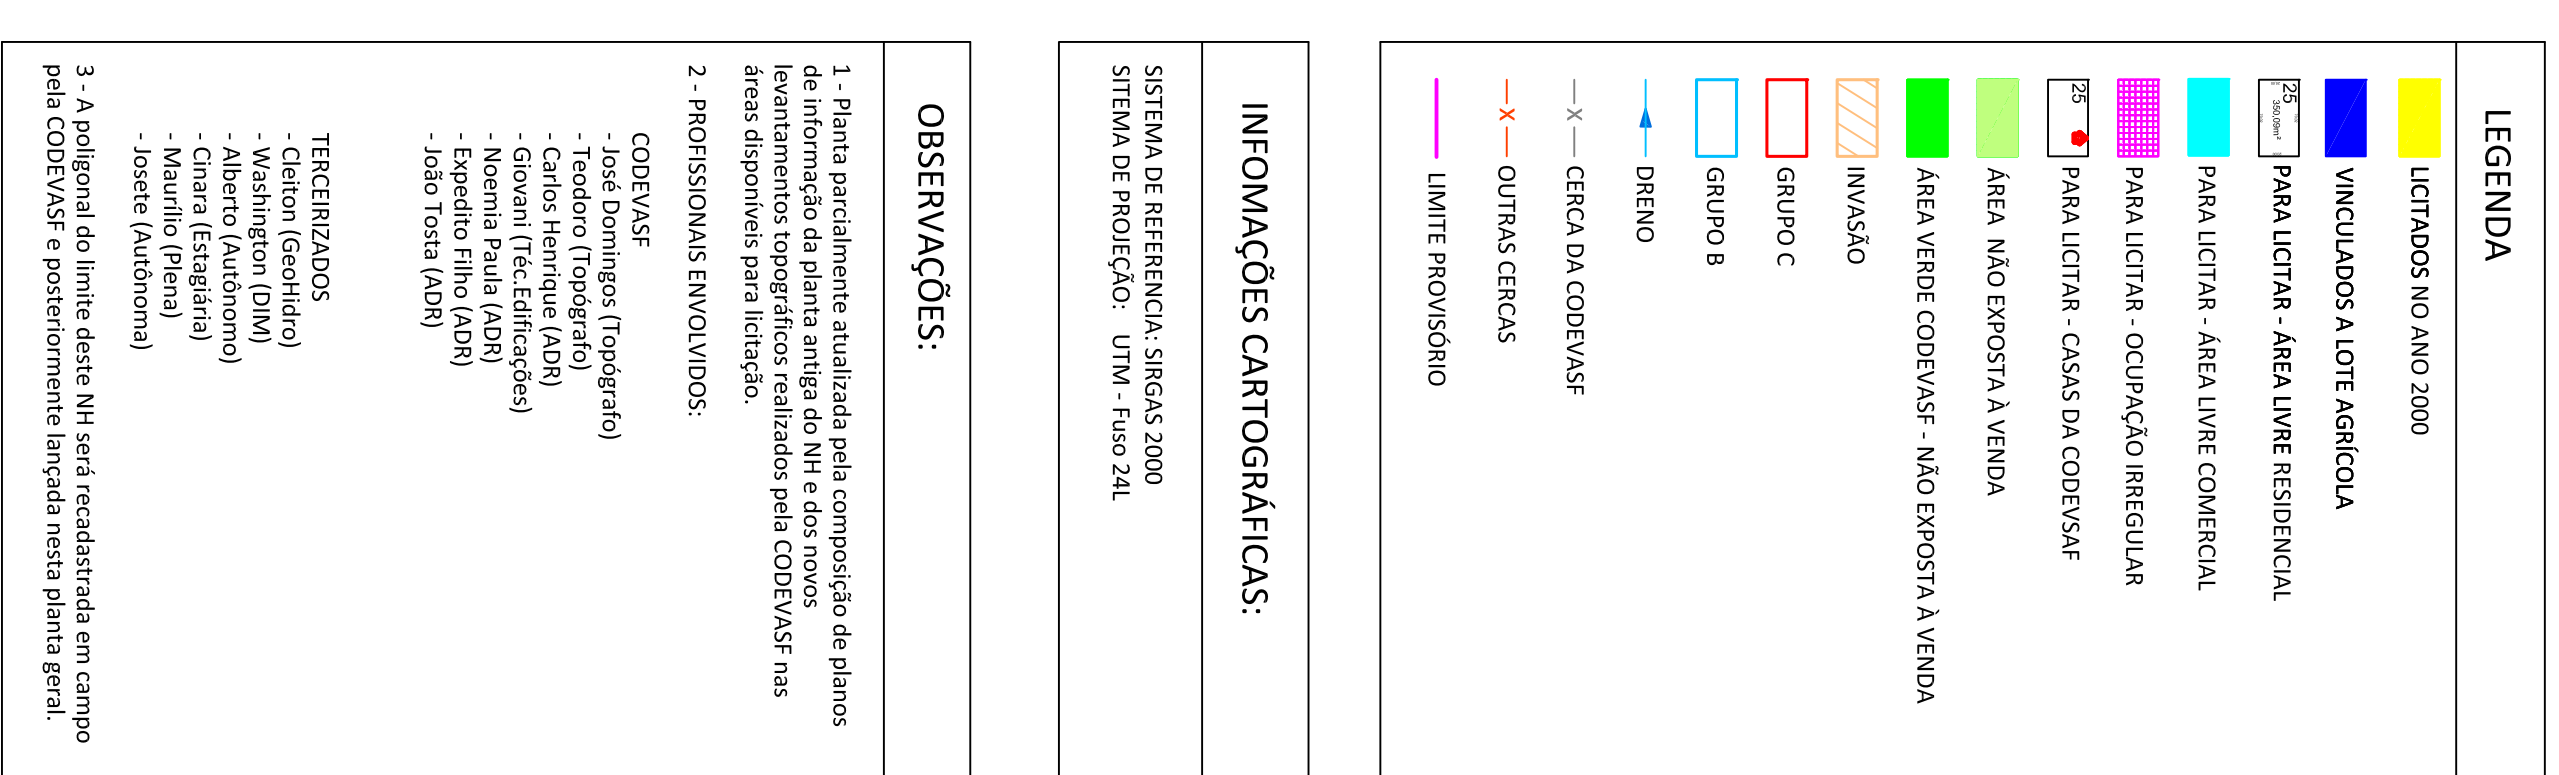 LEGENDA
LICITADOS NO ANO 2000
VINCULADOS A LOTE AGRÍCOLA
25
350,09m²
PARA LICITAR - ÁREA LIVRE RESIDENCIAL
PARA LICITAR - ÁREA LIVRE COMERCIAL
PARA LICITAR - OCUPAÇÃO IRREGULAR
25
PARA LICITAR - CASAS DA CODEVSAF
ÁREA NÃO EXPOSTA À VENDA
ÁREA VERDE CODEVASF - NÃO EXPOSTA À VENDA
INVASÃO
GRUPO C
GRUPO B
DRENO
X
CERCA DA CODEVASF
X
OUTRAS CERCAS
LIMITE PROVISÓRIO
INFOMAÇÕES CARTOGRÁFICAS:
SISTEMA DE REFERENCIA: SIRGAS 2000
SITEMA DE PROJEÇÃO: UTM - Fuso 24L
OBSERVAÇÕES:
1 - Planta parcialmente atualizada pela composição de planos
de informação da planta antiga do NH e dos novos
levantamentos topográficos realizados pela CODEVASF nas
áreas disponíveis para licitação.
2 - PROFISSIONAIS ENVOLVIDOS:
CODEVASF
- José Domingos (Topógrafo)
- Teodoro (Topógrafo)
- Carlos Henrique (ADR)
- Giovani (Téc.Edificações)
- Noemia Paula (ADR)
- Expedito Filho (ADR)
- João Tosta (ADR)
TERCEIRIZADOS
- Cleiton (GeoHidro)
- Washington (DIM)
- Alberto (Autônomo)
- Cinara (Estagiária)
- Maurílio (Plena)
- Josete (Autônoma)
3 - A poligonal do limite deste NH será recadastrada em campo
pela CODEVASF e posteriormente lançada nesta planta geral.